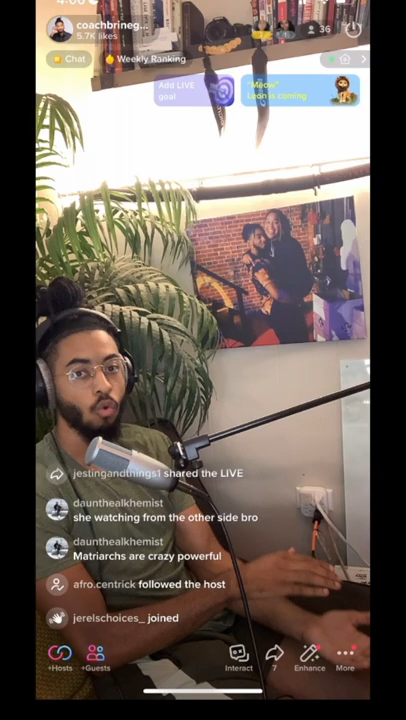 coachbrineg...
5.7K likes
36
Chat
Weekly Ranking
Add LIVE
goal
"Meow"
Leon is coming
jestingandthings1 shared the LIVE
daunthealkhemist
she watching from the other side bro
daunthealkhemist
Matriarchs are crazy powerful
afro.centrick followed the host
jerelschoices_ joined
+Hosts
+Guests
Interact
7
Enhance
More